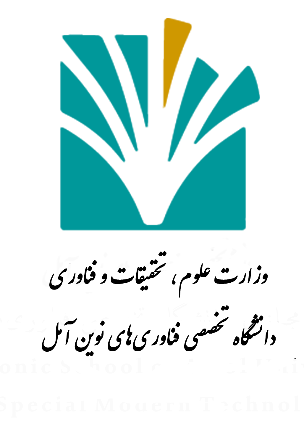 وزارت علوم، تحقیقات و فناوری
دانشگاه تخصصی فناوری‌های نوین آمل